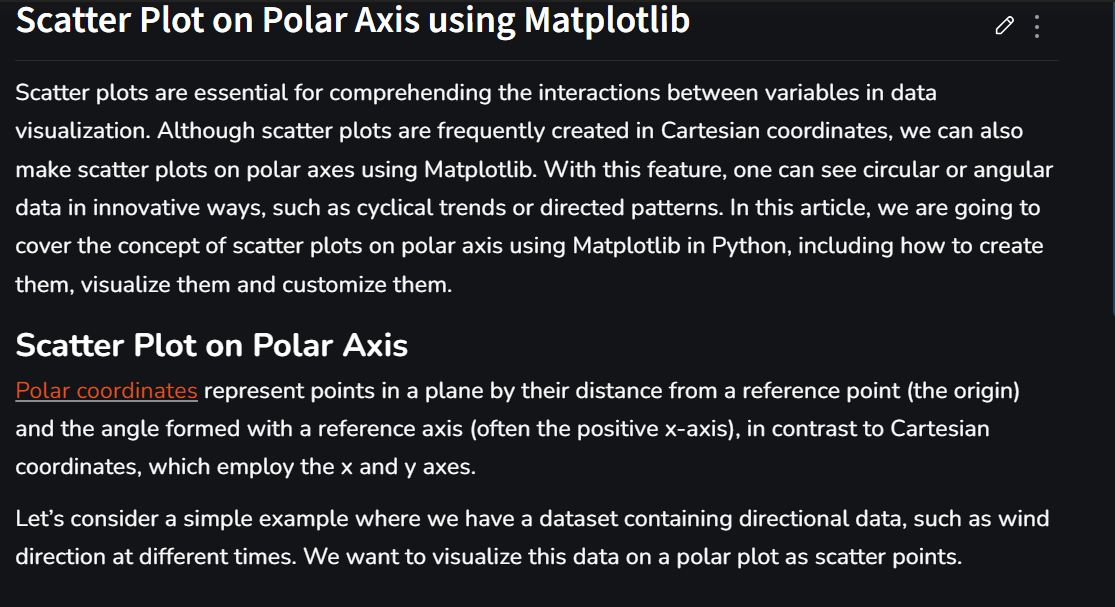 Scatter Plot on Polar Axis using Matplotlib
Scatter plots are essential for comprehending the interactions between variables in data
visualization. Although scatter plots are frequently created in Cartesian coordinates, we can also
make scatter plots on polar axes using Matplotlib. With this feature, one can see circular or angular
data in innovative ways, such as cyclical trends or directed patterns. In this article, we are going to
cover the concept of scatter plots on polar axis using Matplotlib in Python, including how to create
them, visualize them and customize them.
Scatter Plot on Polar Axis
Polar coordinates represent points in a plane by their distance from a reference point (the origin)
and the angle formed with a reference axis (often the positive x-axis), in contrast to Cartesian
coordinates, which employ the x and y axes.
Let’s consider a simple example where we have a dataset containing directional data, such as wind
direction at different times. We want to visualize this data on a polar plot as scatter points.